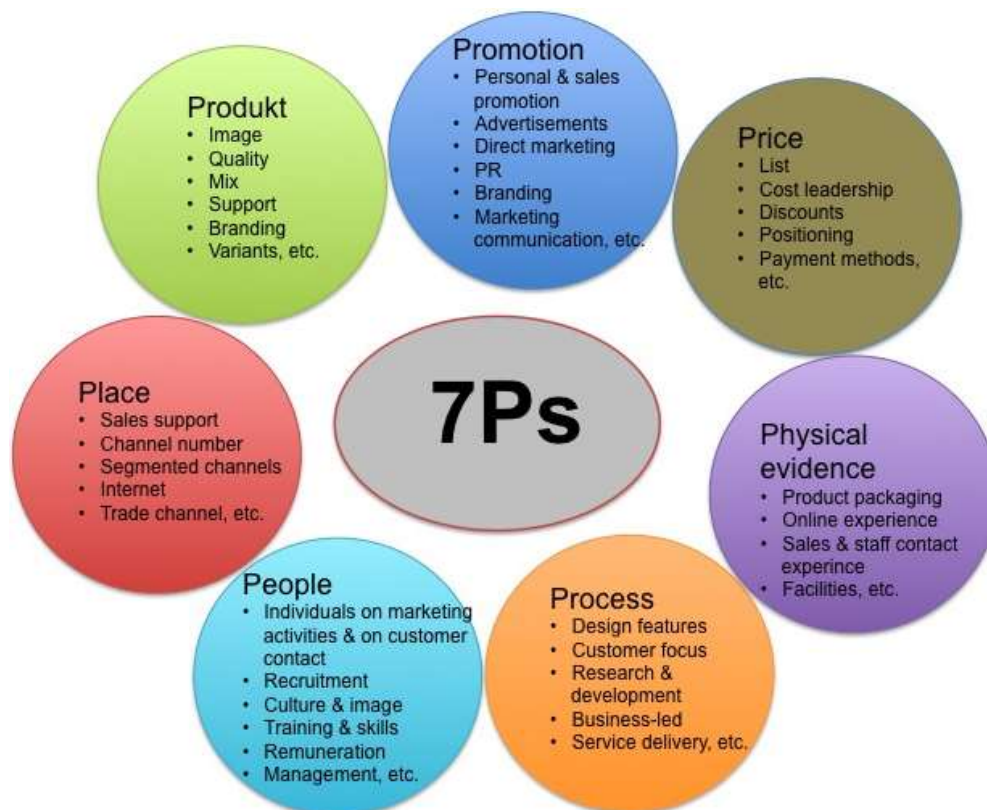 Produkt
• Image
• Quality
• Mix
• Support
• Branding
• Variants, etc.
Promotion
• Personal & sales
promotion
• Advertisements
• Direct marketing
• PR
• Branding
• Marketing
communication, etc.
Price
• List
• Cost leadership
• Discounts
• Positioning
• Payment methods,
etc.
Place
• Sales support
• Channel number
• Segmented channels
• Internet
• Trade channel, etc.
7Ps
Physical
evidence
• Product packaging
• Online experience
• Sales & staff contact
experince
• Facilities, etc.
People
• Individuals on marketing
activities & on customer
contact
• Recruitment
• Culture & image
• Training & skills
• Remuneration
• Management, etc.
Process
• Design features
• Customer focus
• Research &
development
• Business-led
• Service delivery, etc.